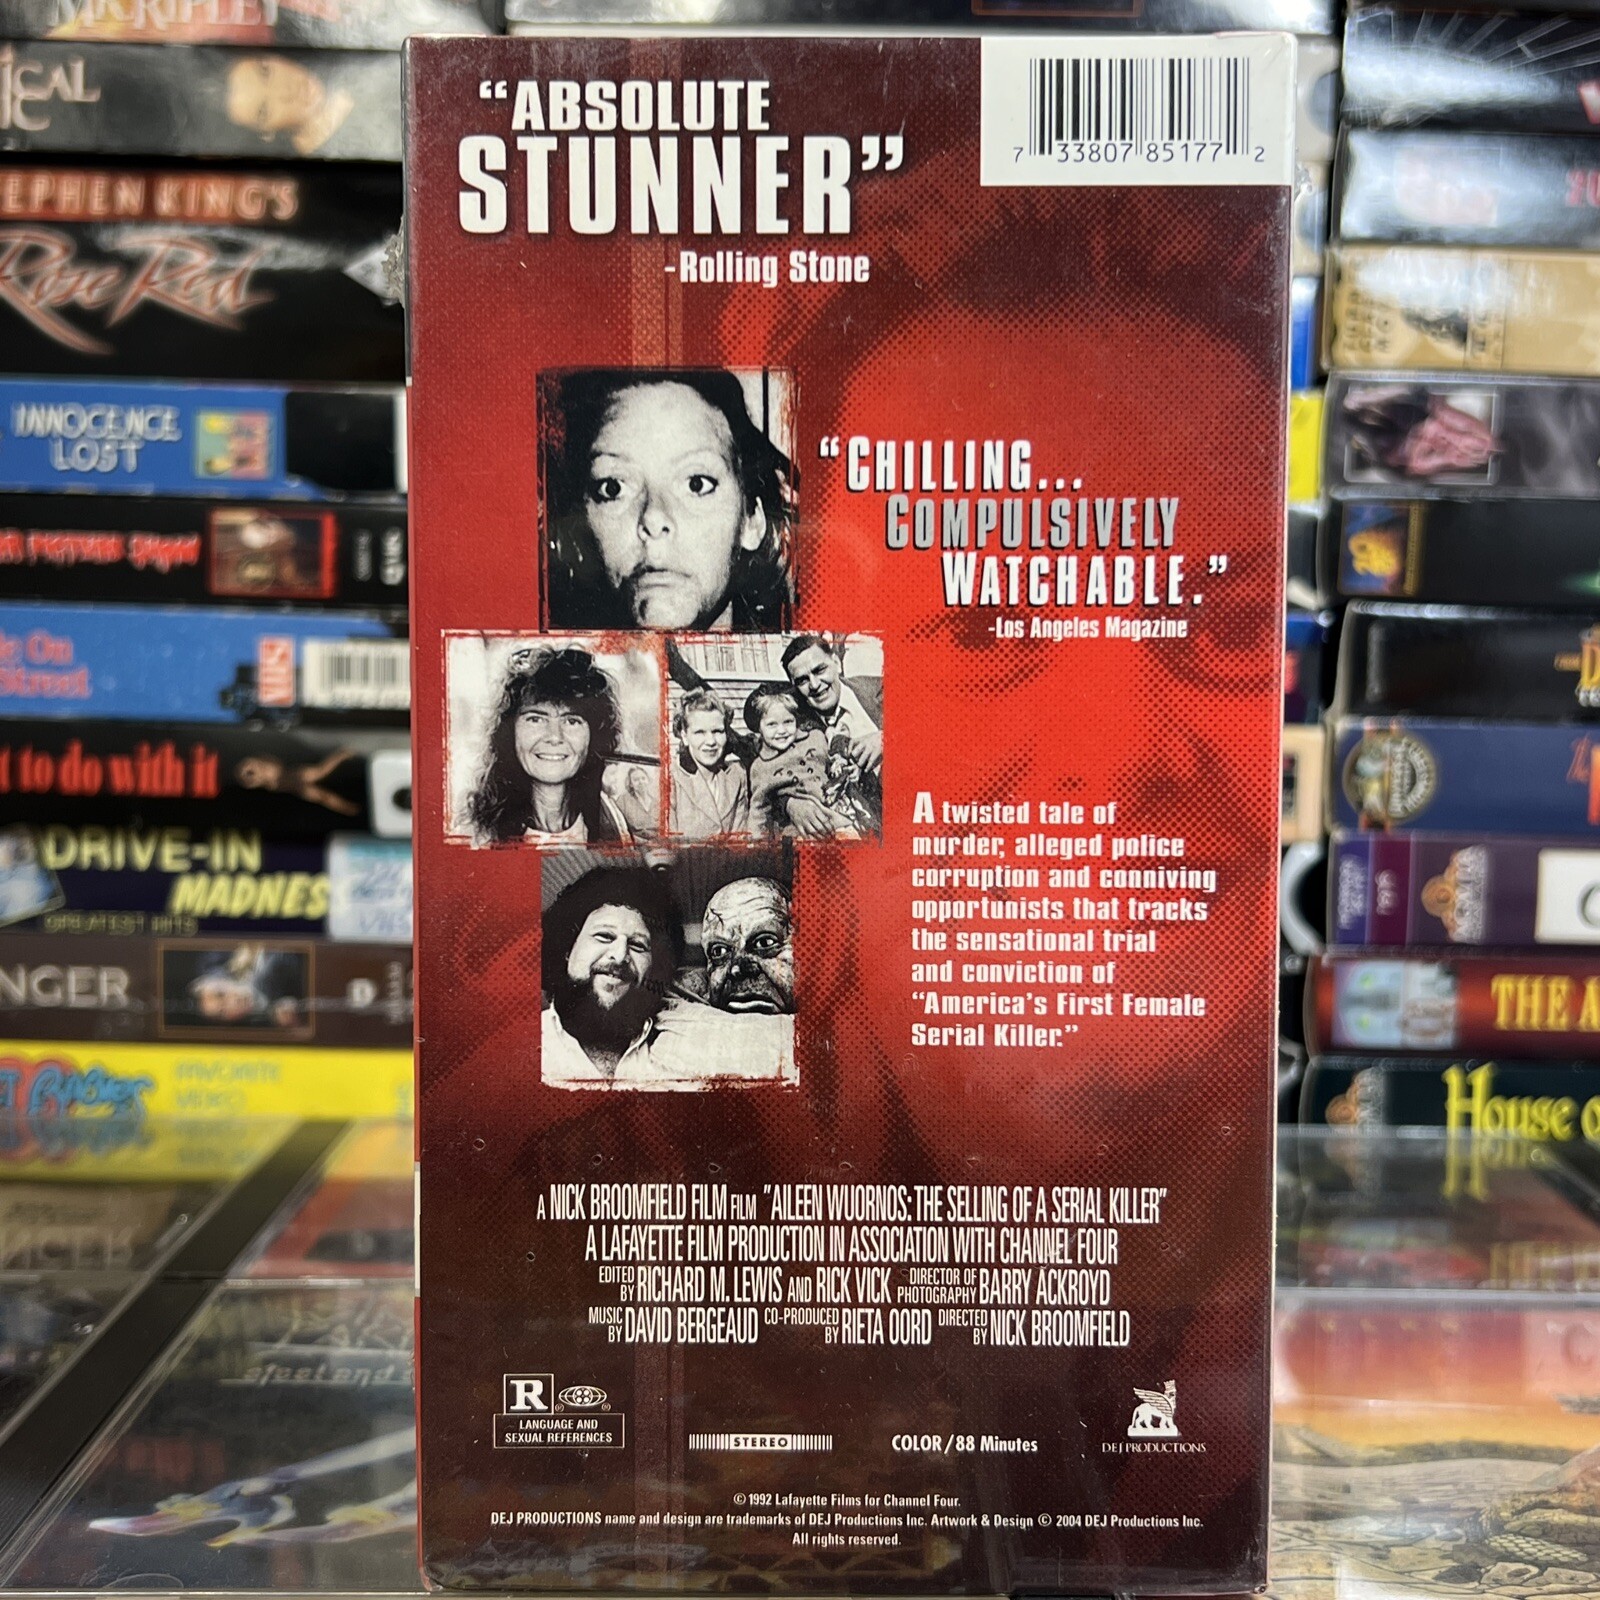 "ABSOLUTE
STUNNER"
-Rolling Stone
7 33807 85177 2
"CHILLING...
COMPULSIVELY
WATCHABLE."
-Los Angeles Magazine
A twisted tale of
murder, alleged police
corruption and conniving
opportunists that tracks
the sensational trial
and conviction of
"America's First Female
Serial Killer."
A NICK BROOMFIELD FILM FILM "AILEEN WUORNOS: THE SELLING OF A SERIAL KILLER"
A LAFAYETTE FILM PRODUCTION IN ASSOCIATION WITH CHANNEL FOUR
EDITED BY RICHARD M. LEWIS AND RICK VICK DIRECTOR OF PHOTOGRAPHY BARRY ACKROYD
MUSIC BY DAVID BERGEAUD CO-PRODUCED BY RIETA OORD DIRECTED BY NICK BROOMFIELD
R
LANGUAGE AND
SEXUAL REFERENCES
STEREO
COLOR/88 Minutes
DEJ PRODUCTIONS
© 1992 Lafayette Films for Channel Four.
DEJ PRODUCTIONS name and design are trademarks of DEJ Productions Inc. Artwork & Design © 2004 DEJ Productions Inc.
All rights reserved.
STEPHEN KING'S
Rose Red
INNOCENCE
LOST
Street
to do with it
DRIVE-IN
MADNES
GREATEST HITS
FAVORITE
VIDEO
THE A
House o
steel and